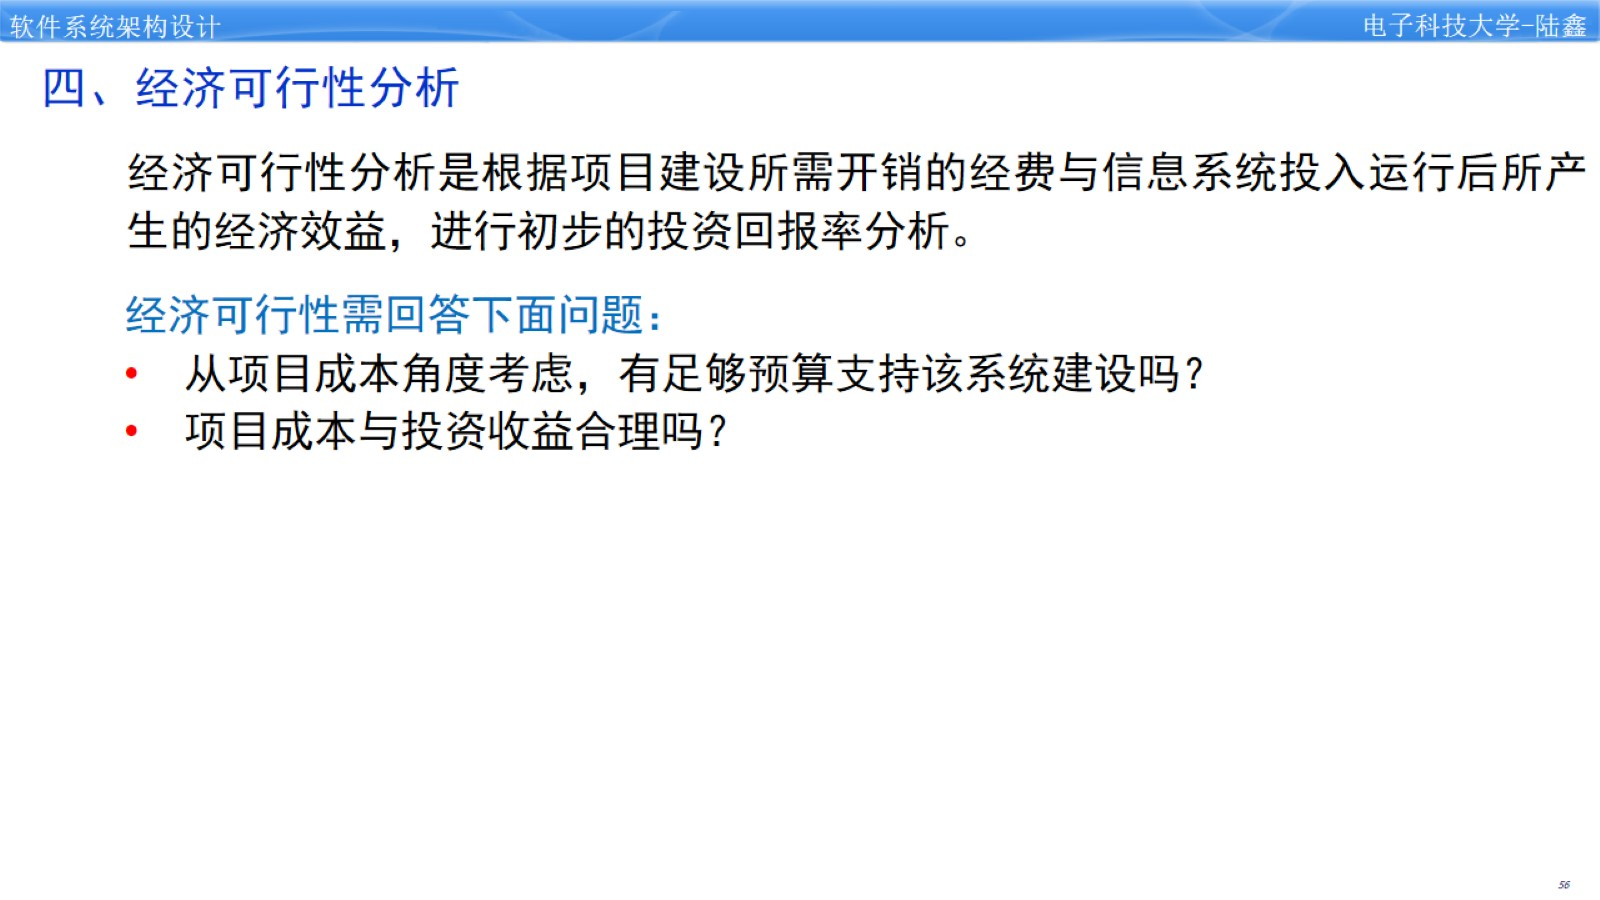 软件系统架构设计
电子科技大学-陆鑫
四、经济可行性分析
经济可行性分析是根据项目建设所需开销的经费与信息系统投入运行后所产
生的经济效益，进行初步的投资回报率分析。
经济可行性需回答下面问题：
• 从项目成本角度考虑，有足够预算支持该系统建设吗？
• 项目成本与投资收益合理吗？
56